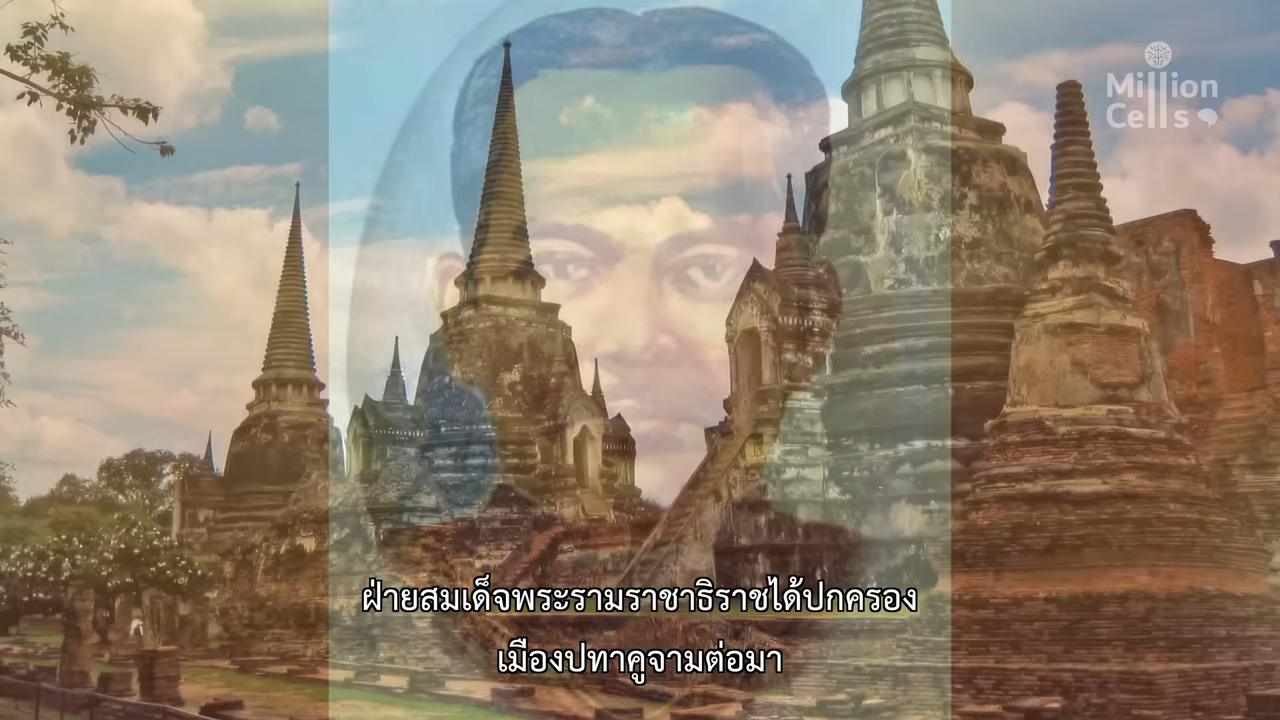 Million
Cells
ฝ่ายสมเด็จพระรามราชาธิราชได้ปกครอง
เมืองปทาคูจามต่อมา